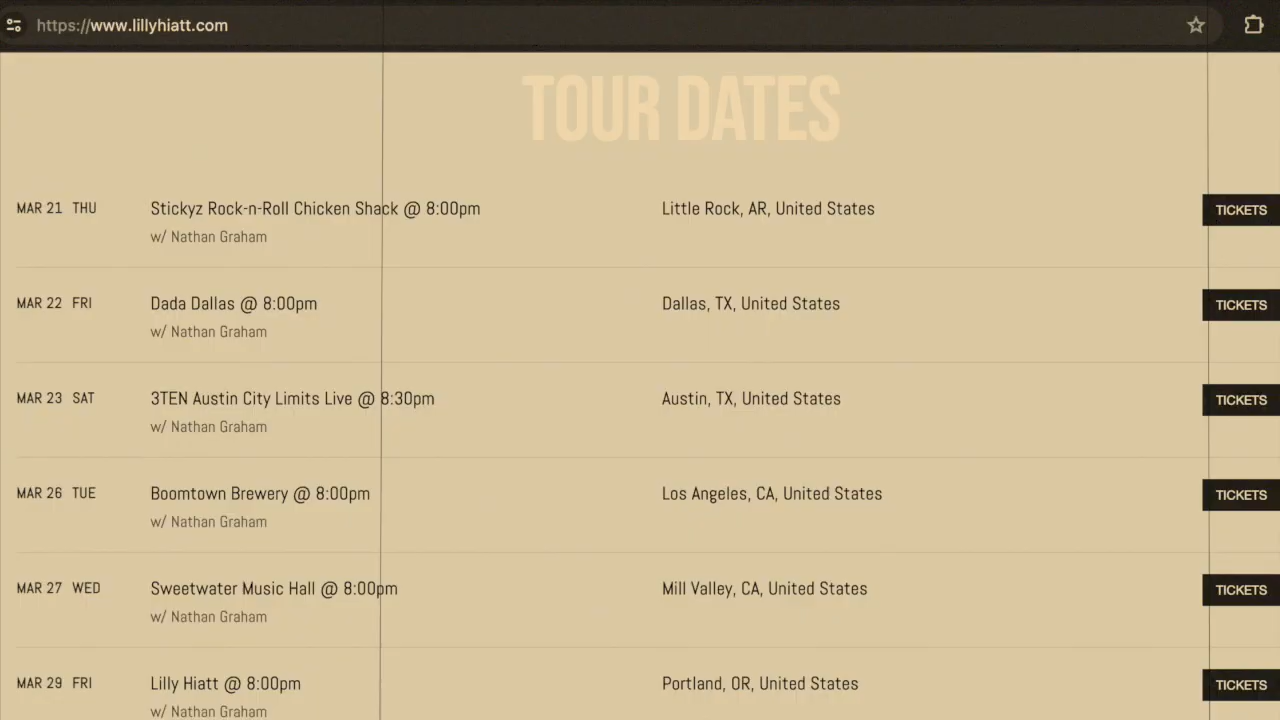 https://www.lillyhiatt.com
TOUR DATES
MAR 21 THU Stickyz Rock-n-Roll Chicken Shack @ 8:00pm Little Rock, AR, United States TICKETS
w/ Nathan Graham
MAR 22 FRI Dada Dallas @ 8:00pm Dallas, TX, United States TICKETS
w/ Nathan Graham
MAR 23 SAT 3TEN Austin City Limits Live @ 8:30pm Austin, TX, United States TICKETS
w/ Nathan Graham
MAR 26 TUE Boomtown Brewery @ 8:00pm Los Angeles, CA, United States TICKETS
w/ Nathan Graham
MAR 27 WED Sweetwater Music Hall @ 8:00pm Mill Valley, CA, United States TICKETS
w/ Nathan Graham
MAR 29 FRI Lilly Hiatt @ 8:00pm Portland, OR, United States TICKETS
w/ Nathan Graham